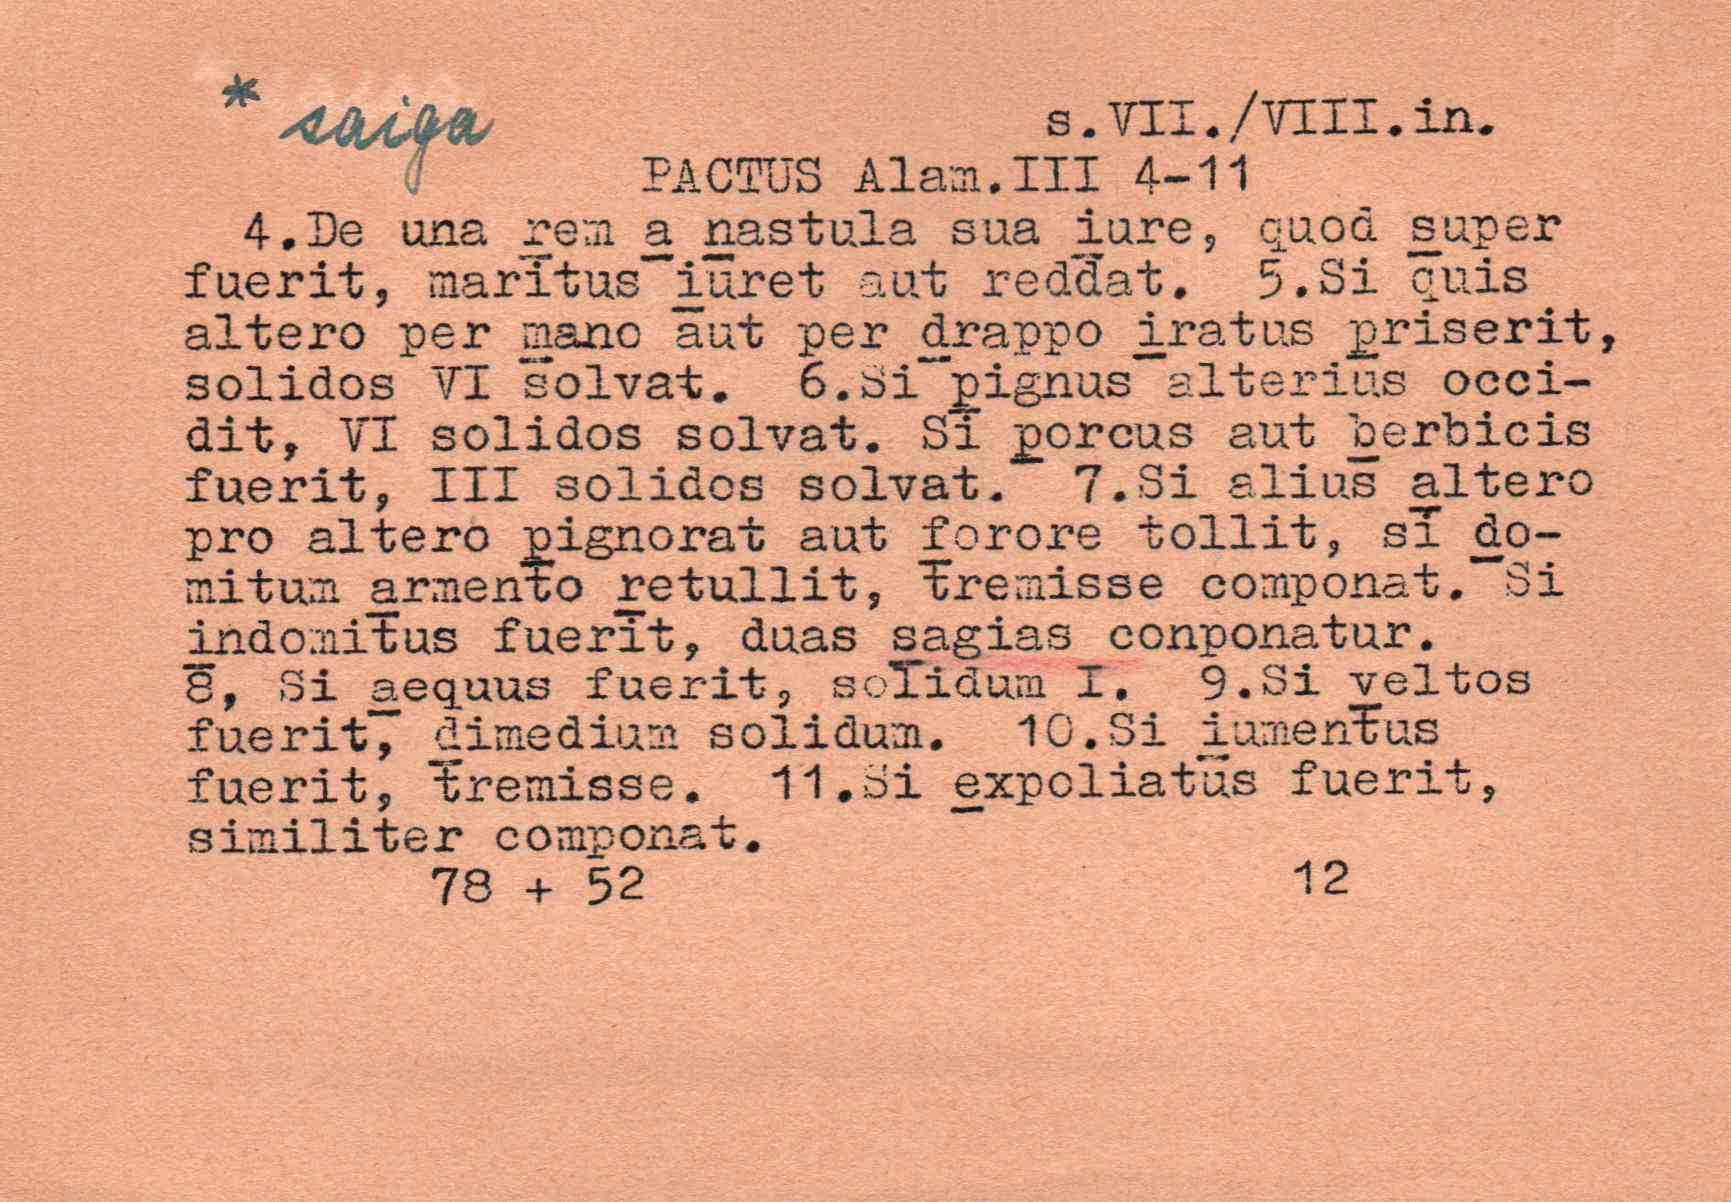 * saiga
s.VII./VIII.in.
PACTUS Alam.III 4-11
4.De una rem a nastula sua iure, quod super
fuerit, maritus iuret aut reddat. 5.Si quis
altero per mano aut per drappo iratus priserit,
solidos VI solvat. 6.Si pignus alterius occi-
dit, VI solidos solvat. Si porcus aut berbicis
fuerit, III solidos solvat. 7.Si alius altero
pro altero pignorat aut forore tollit, si do-
mitum armento retullit, tremisse componat. Si
indomitus fuerit, duas sagias conponatur.
8, Si aequus fuerit, solidum I. 9.Si veltos
fuerit, dimedium solidum. 10.Si iumentus
fuerit, tremisse. 11.Si expoliatus fuerit,
similiter componat.
78 + 52 12